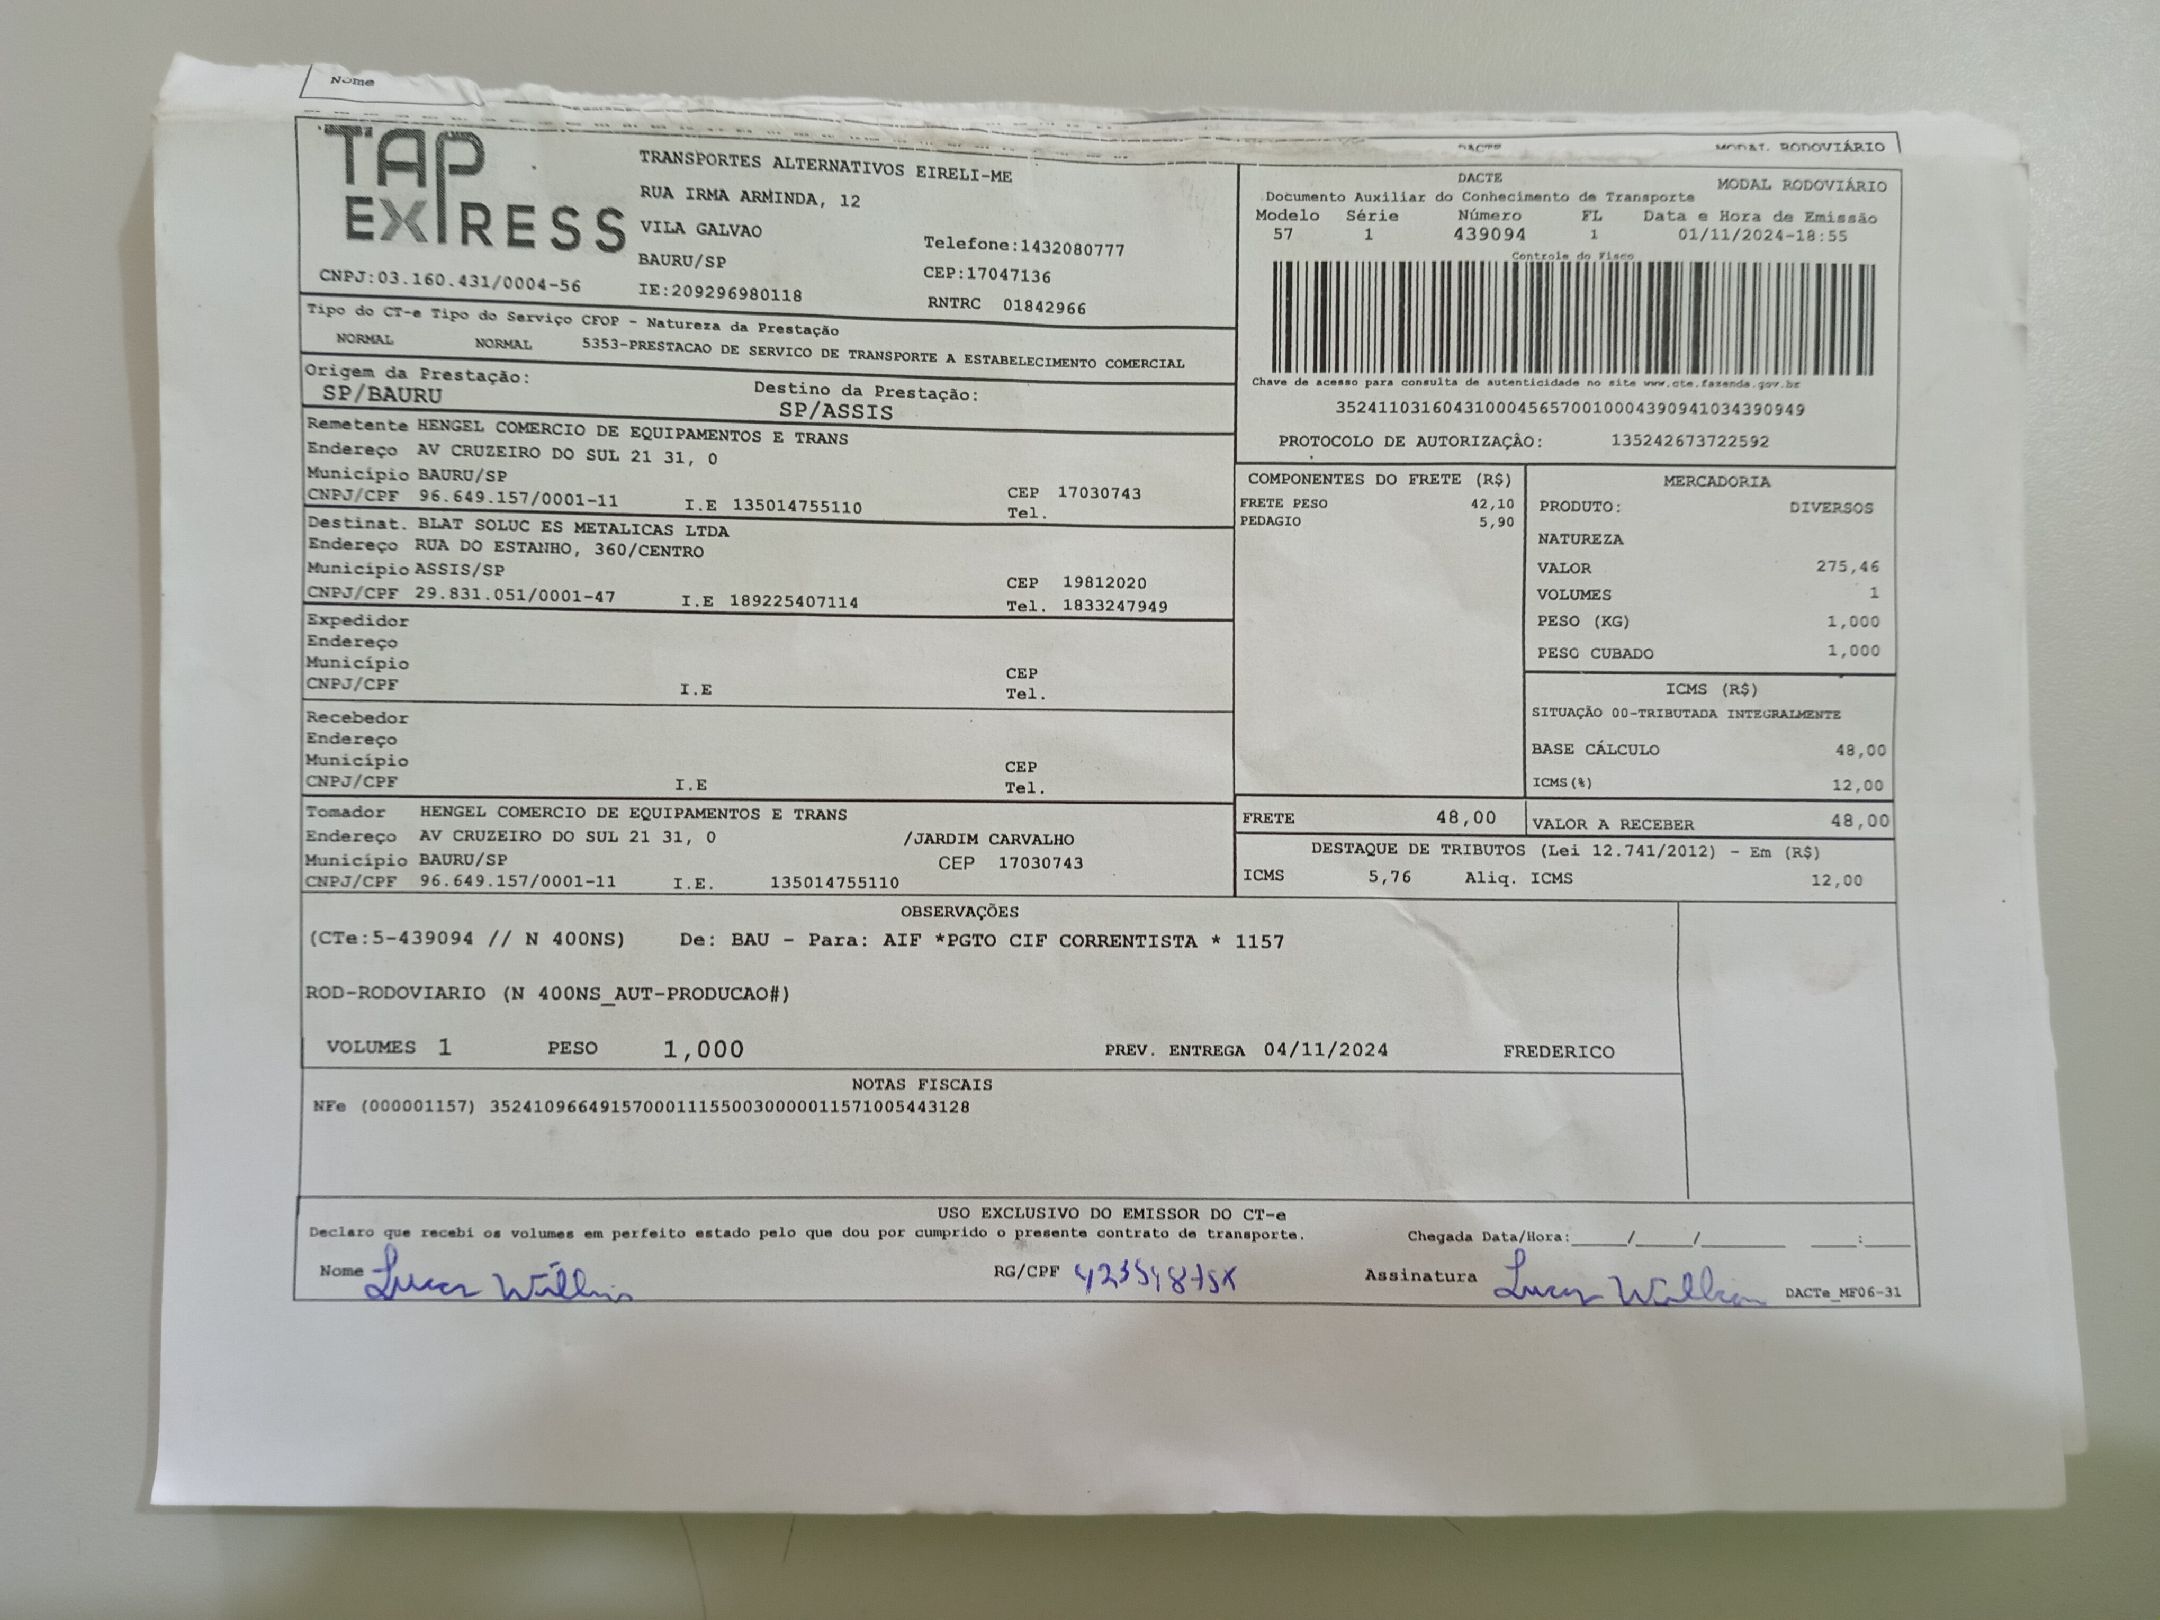 Nome
DACTE MODAL RODOVIÁRIO
TAP EXPRESS
CNPJ:03.160.431/0004-56
TRANSPORTES ALTERNATIVOS EIRELI-ME
RUA IRMA ARMINDA, 12
VILA GALVAO
BAURU/SP
IE:209296980118
Telefone:1432080777
CEP:17047136
RNTRC 01842966
DACTE MODAL RODOVIÁRIO
Documento Auxiliar do Conhecimento de Transporte
Modelo Série Número FL Data e Hora de Emissão
57 1 439094 1 01/11/2024-18:55
Controle do Fisco
Chave de acesso para consulta de autenticidade no site www.cte.fazenda.gov.br
35241103160431000456570010004390941034390949
PROTOCOLO DE AUTORIZAÇÂO: 135242673722592
Tipo do CT-e Tipo do Serviço CFOP - Natureza da Prestação
NORMAL NORMAL 5353-PRESTACAO DE SERVICO DE TRANSPORTE A ESTABELECIMENTO COMERCIAL
Origem da Prestação: Destino da Prestação:
SP/BAURU SP/ASSIS
Remetente HENGEL COMERCIO DE EQUIPAMENTOS E TRANS
Endereço AV CRUZEIRO DO SUL 21 31, 0
Município BAURU/SP CEP 17030743
CNPJ/CPF 96.649.157/0001-11 I.E 135014755110 Tel.
Destinat. BLAT SOLUC ES METALICAS LTDA
Endereço RUA DO ESTANHO, 360/CENTRO
Município ASSIS/SP CEP 19812020
CNPJ/CPF 29.831.051/0001-47 I.E 189225407114 Tel. 1833247949
Expedidor
Endereço
Município CEP
CNPJ/CPF I.E Tel.
Recebedor
Endereço
Município CEP
CNPJ/CPF I.E Tel.
Tomador HENGEL COMERCIO DE EQUIPAMENTOS E TRANS
Endereço AV CRUZEIRO DO SUL 21 31, 0 /JARDIM CARVALHO
Município BAURU/SP CEP 17030743
CNPJ/CPF 96.649.157/0001-11 I.E. 135014755110
COMPONENTES DO FRETE (R$)
FRETE PESO 42,10
PEDAGIO 5,90
MERCADORIA
PRODUTO: DIVERSOS
NATUREZA
VALOR 275,46
VOLUMES 1
PESO (KG) 1,000
PESO CUBADO 1,000
ICMS (R$)
SITUAÇÃO 00-TRIBUTADA INTEGRALMENTE
BASE CÁLCULO 48,00
ICMS(%) 12,00
FRETE 48,00 VALOR A RECEBER 48,00
DESTAQUE DE TRIBUTOS (Lei 12.741/2012) - Em (R$)
ICMS 5,76 Aliq. ICMS 12,00
OBSERVAÇÕES
(CTe:5-439094 // N 400NS) De: BAU - Para: AIF *PGTO CIF CORRENTISTA * 1157
ROD-RODOVIARIO (N 400NS_AUT-PRODUCAO#)
VOLUMES 1 PESO 1,000 PREV. ENTREGA 04/11/2024 FREDERICO
NOTAS FISCAIS
NFe (000001157) 35241096649157000111550030000011571005443128
USO EXCLUSIVO DO EMISSOR DO CT-e
Declaro que recebi os volumes em perfeito estado pelo que dou por cumprido o presente contrato de transporte. Chegada Data/Hora:____/____/______ ____:____
Nome RG/CPF Assinatura DACTe_MF06-31